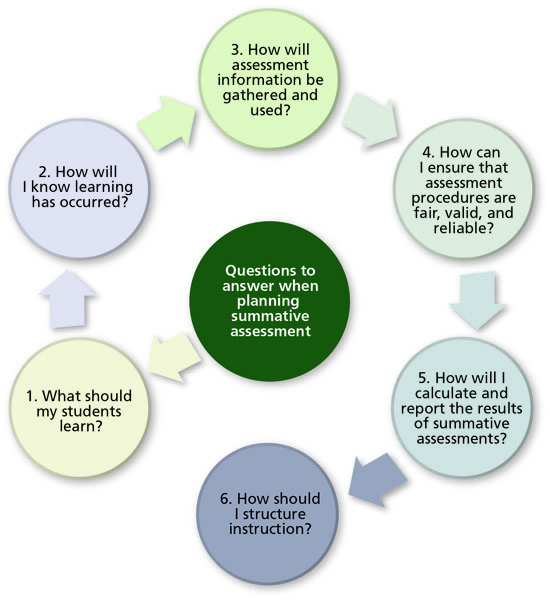 Questions to
answer when
planning
summative
assessment
1. What should
my students
learn?
2. How will
I know learning
has occurred?
3. How will
assessment
information be
gathered and
used?
4. How can
I ensure that
assessment
procedures are
fair, valid, and
reliable?
5. How will I
calculate and
report the results
of summative
assessments?
6. How should
I structure
instruction?